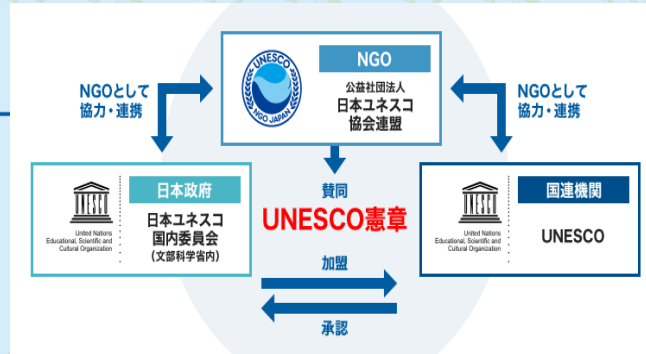 UNESCO
NGO JAPAN
NGO
公益社団法人
日本ユネスコ
協会連盟
NGOとして
協力・連携
NGOとして
協力・連携
日本政府
日本ユネスコ
国内委員会
(文部科学省内)
United Nations
Educational, Scientific and
Cultural Organization
賛同
UNESCO憲章
国連機関
UNESCO
United Nations
Educational, Scientific and
Cultural Organization
加盟
承認